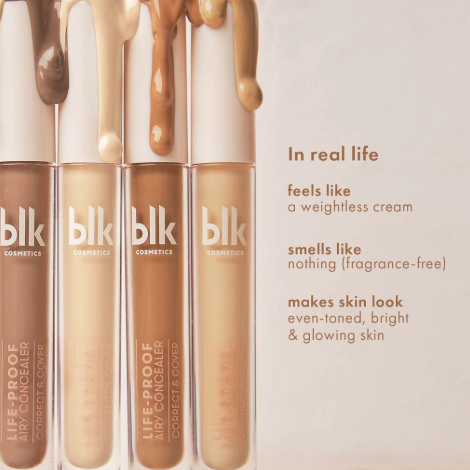 In real life
feels like
a weightless cream
smells like
nothing (fragrance-free)
makes skin look
even-toned, bright
& glowing skin
blk
COSMETICS
LIFE-PROOF
AIRY CONCEALER
CORRECT & COVER
blk
COSMETICS
blk
COSMETICS
LIFE-PROOF
AIRY CONCEALER
CORRECT & COVER
blk
COSMETICS